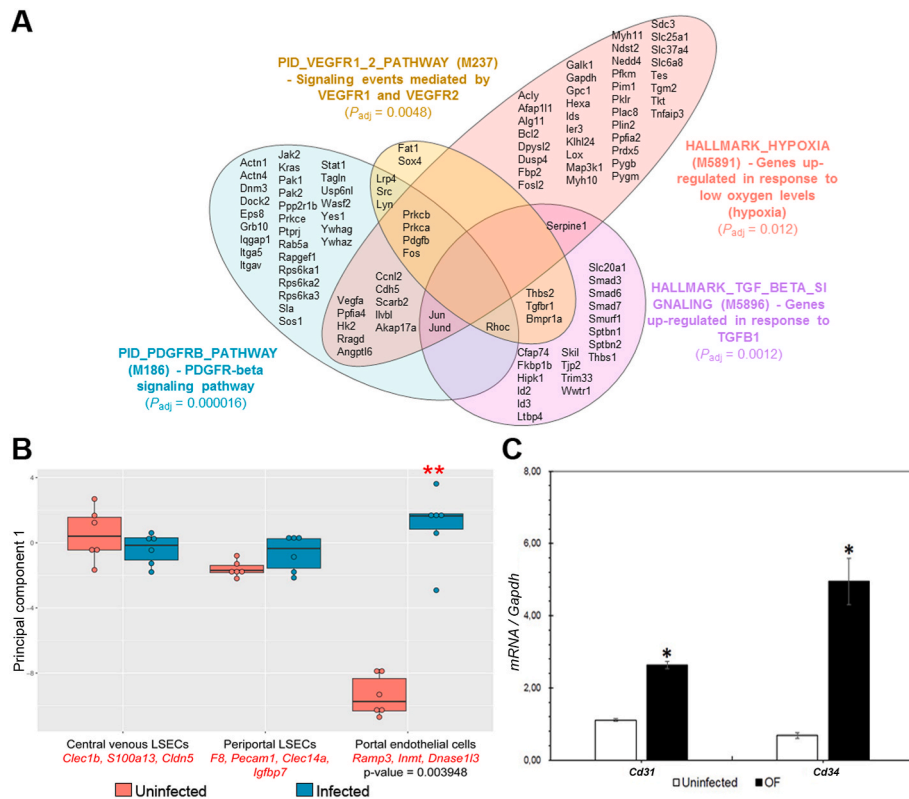 A
PID_VEGFR1_2_PATHWAY (M237)
- Signaling events mediated by
VEGFR1 and VEGFR2
(Padj = 0.0048)
Sdc3
Slc25a1
Slc37a4
Slc6a8
Tes
Tgm2
Tkt
Tnfaip3
Myh11
Ndst2
Nedd4
Pfkm
Pim1
Pklr
Plac8
Plin2
Ppfia2
Prdx5
Pygb
Pygm
Galk1
Gapdh
Gpc1
Hexa
Ids
Ier3
Klhl24
Lox
Map3k1
Myh10
Acly
Afap1l1
Alg11
Bcl2
Dpysl2
Dusp4
Fbp2
Fosl2
HALLMARK_HYPOXIA
(M5891) - Genes up-
regulated in response to
low oxygen levels
(hypoxia)
(Padj = 0.012)
Fat1
Sox4
Lrp4
Src
Lyn
Prkcb
Prkca
Pdgfb
Fos
Actn1
Actn4
Dnm3
Dock2
Eps8
Grb10
Iqgap1
Itga5
Itgav
Jak2
Kras
Pak1
Pak2
Ppp2r1b
Prkce
Ptprj
Rab5a
Rapgef1
Rps6ka1
Rps6ka2
Rps6ka3
Sla
Sos1
Stat1
Tagln
Usp6nl
Wasf2
Yes1
Ywhag
Ywhaz
Serpine1
Vegfa
Ppfia4
Hk2
Rragd
Angptl6
Ccnl2
Cdh5
Scarb2
Ilvbl
Akap17a
Jun
Jund
Rhoc
Thbs2
Tgfbr1
Bmpr1a
Slc20a1
Smad3
Smad6
Smad7
Smurf1
Sptbn1
Sptbn2
Thbs1
Cfap74
Fkbp1b
Hipk1
Id2
Id3
Ltbp4
Skil
Tjp2
Trim33
Wwtr1
HALLMARK_TGF_BETA_SI
GNALING (M5896) - Genes
up-regulated in response to
TGFB1
(Padj = 0.0012)
PID_PDGFRB_PATHWAY
(M186) - PDGFR-beta
signaling pathway
(Padj = 0.000016)
B
Principal component 1
4
0
-4
-8
**
Central venous LSECs
Clec1b, S100a13, Cldn5
Periportal LSECs
F8, Pecam1, Clec14a,
Igfbp7
Portal endothelial cells
Ramp3, Inmt, Dnase1l3
p-value = 0.003948
Uninfected
Infected
C
mRNA / Gapdh
8,00
6,00
4,00
2,00
0,00
*
*
Cd31
Cd34
Uninfected
OF